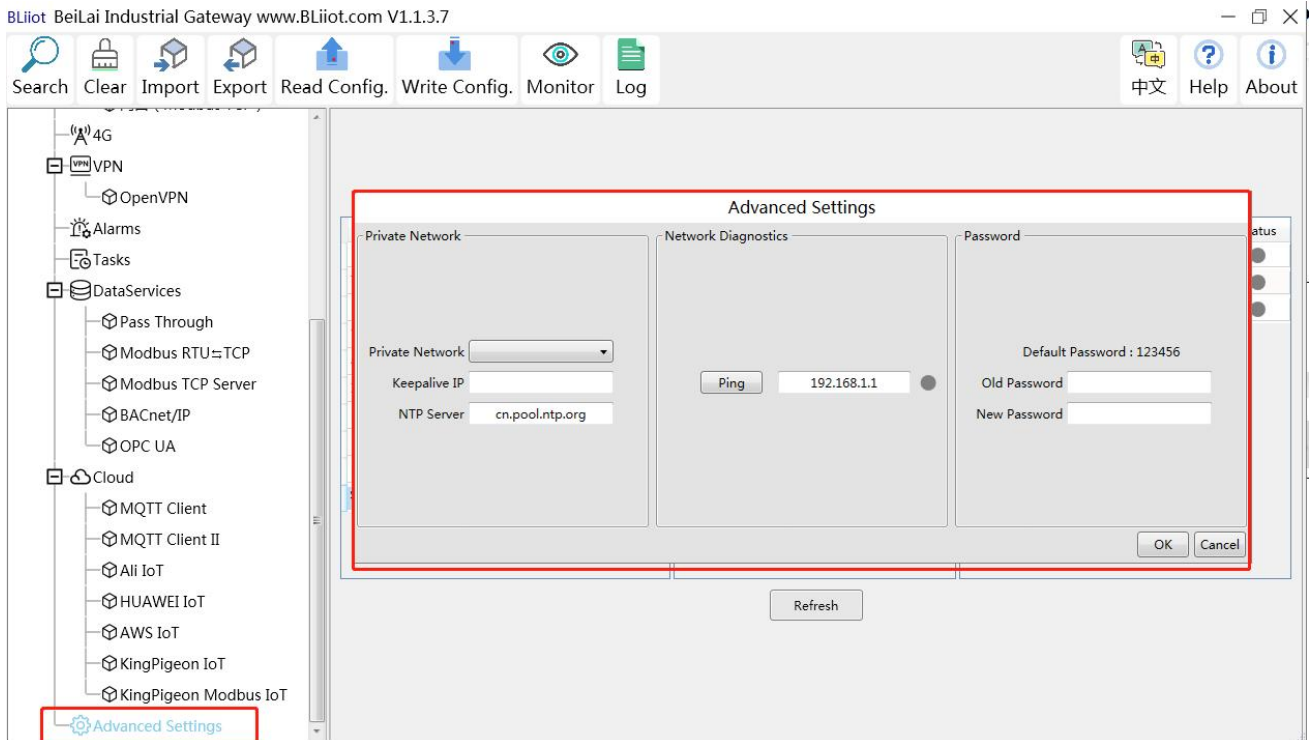 BLiiot BeiLai Industrial Gateway www.BLiiot.com V1.1.3.7
Search Clear Import Export Read Config. Write Config. Monitor Log 中文 Help About
4G
VPN
VPN
OpenVPN
Alarms
Tasks
DataServices
Pass Through
Modbus RTU⇆TCP
Modbus TCP Server
BACnet/IP
OPC UA
Cloud
MQTT Client
MQTT Client II
Ali IoT
HUAWEI IoT
AWS IoT
KingPigeon IoT
KingPigeon Modbus IoT
Advanced Settings
Advanced Settings
Private Network
Private Network
Keepalive IP
NTP Server cn.pool.ntp.org
Network Diagnostics
Ping 192.168.1.1
Password
Default Password : 123456
Old Password
New Password
OK Cancel
Refresh